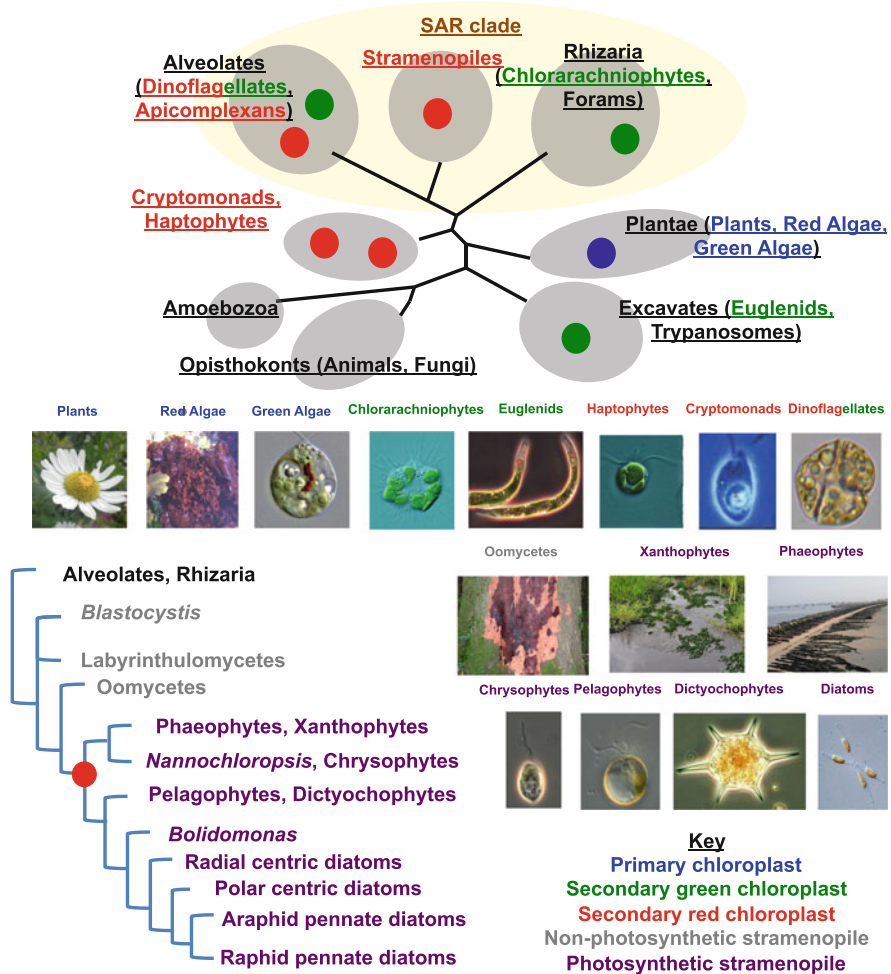 SAR clade
Alveolates
(Dinoflagellates,
Apicomplexans)
Stramenopiles
Rhizaria
(Chlorarachniophytes,
Forams)
Cryptomonads,
Haptophytes
Plantae (Plants, Red Algae,
Green Algae)
Amoebozoa
Excavates (Euglenids,
Trypanosomes)
Opisthokonts (Animals, Fungi)
Plants
Red Algae
Green Algae
Chlorarachniophytes
Euglenids
Haptophytes
Cryptomonads
Dinoflagellates
Oomycetes
Xanthophytes
Phaeophytes
Chrysophytes
Pelagophytes
Dictyochophytes
Diatoms
Alveolates, Rhizaria
Blastocystis
Labyrinthulomycetes
Oomycetes
Phaeophytes, Xanthophytes
Nannochloropsis, Chrysophytes
Pelagophytes, Dictyochophytes
Bolidomonas
Radial centric diatoms
Polar centric diatoms
Araphid pennate diatoms
Raphid pennate diatoms
Key
Primary chloroplast
Secondary green chloroplast
Secondary red chloroplast
Non-photosynthetic stramenopile
Photosynthetic stramenopile